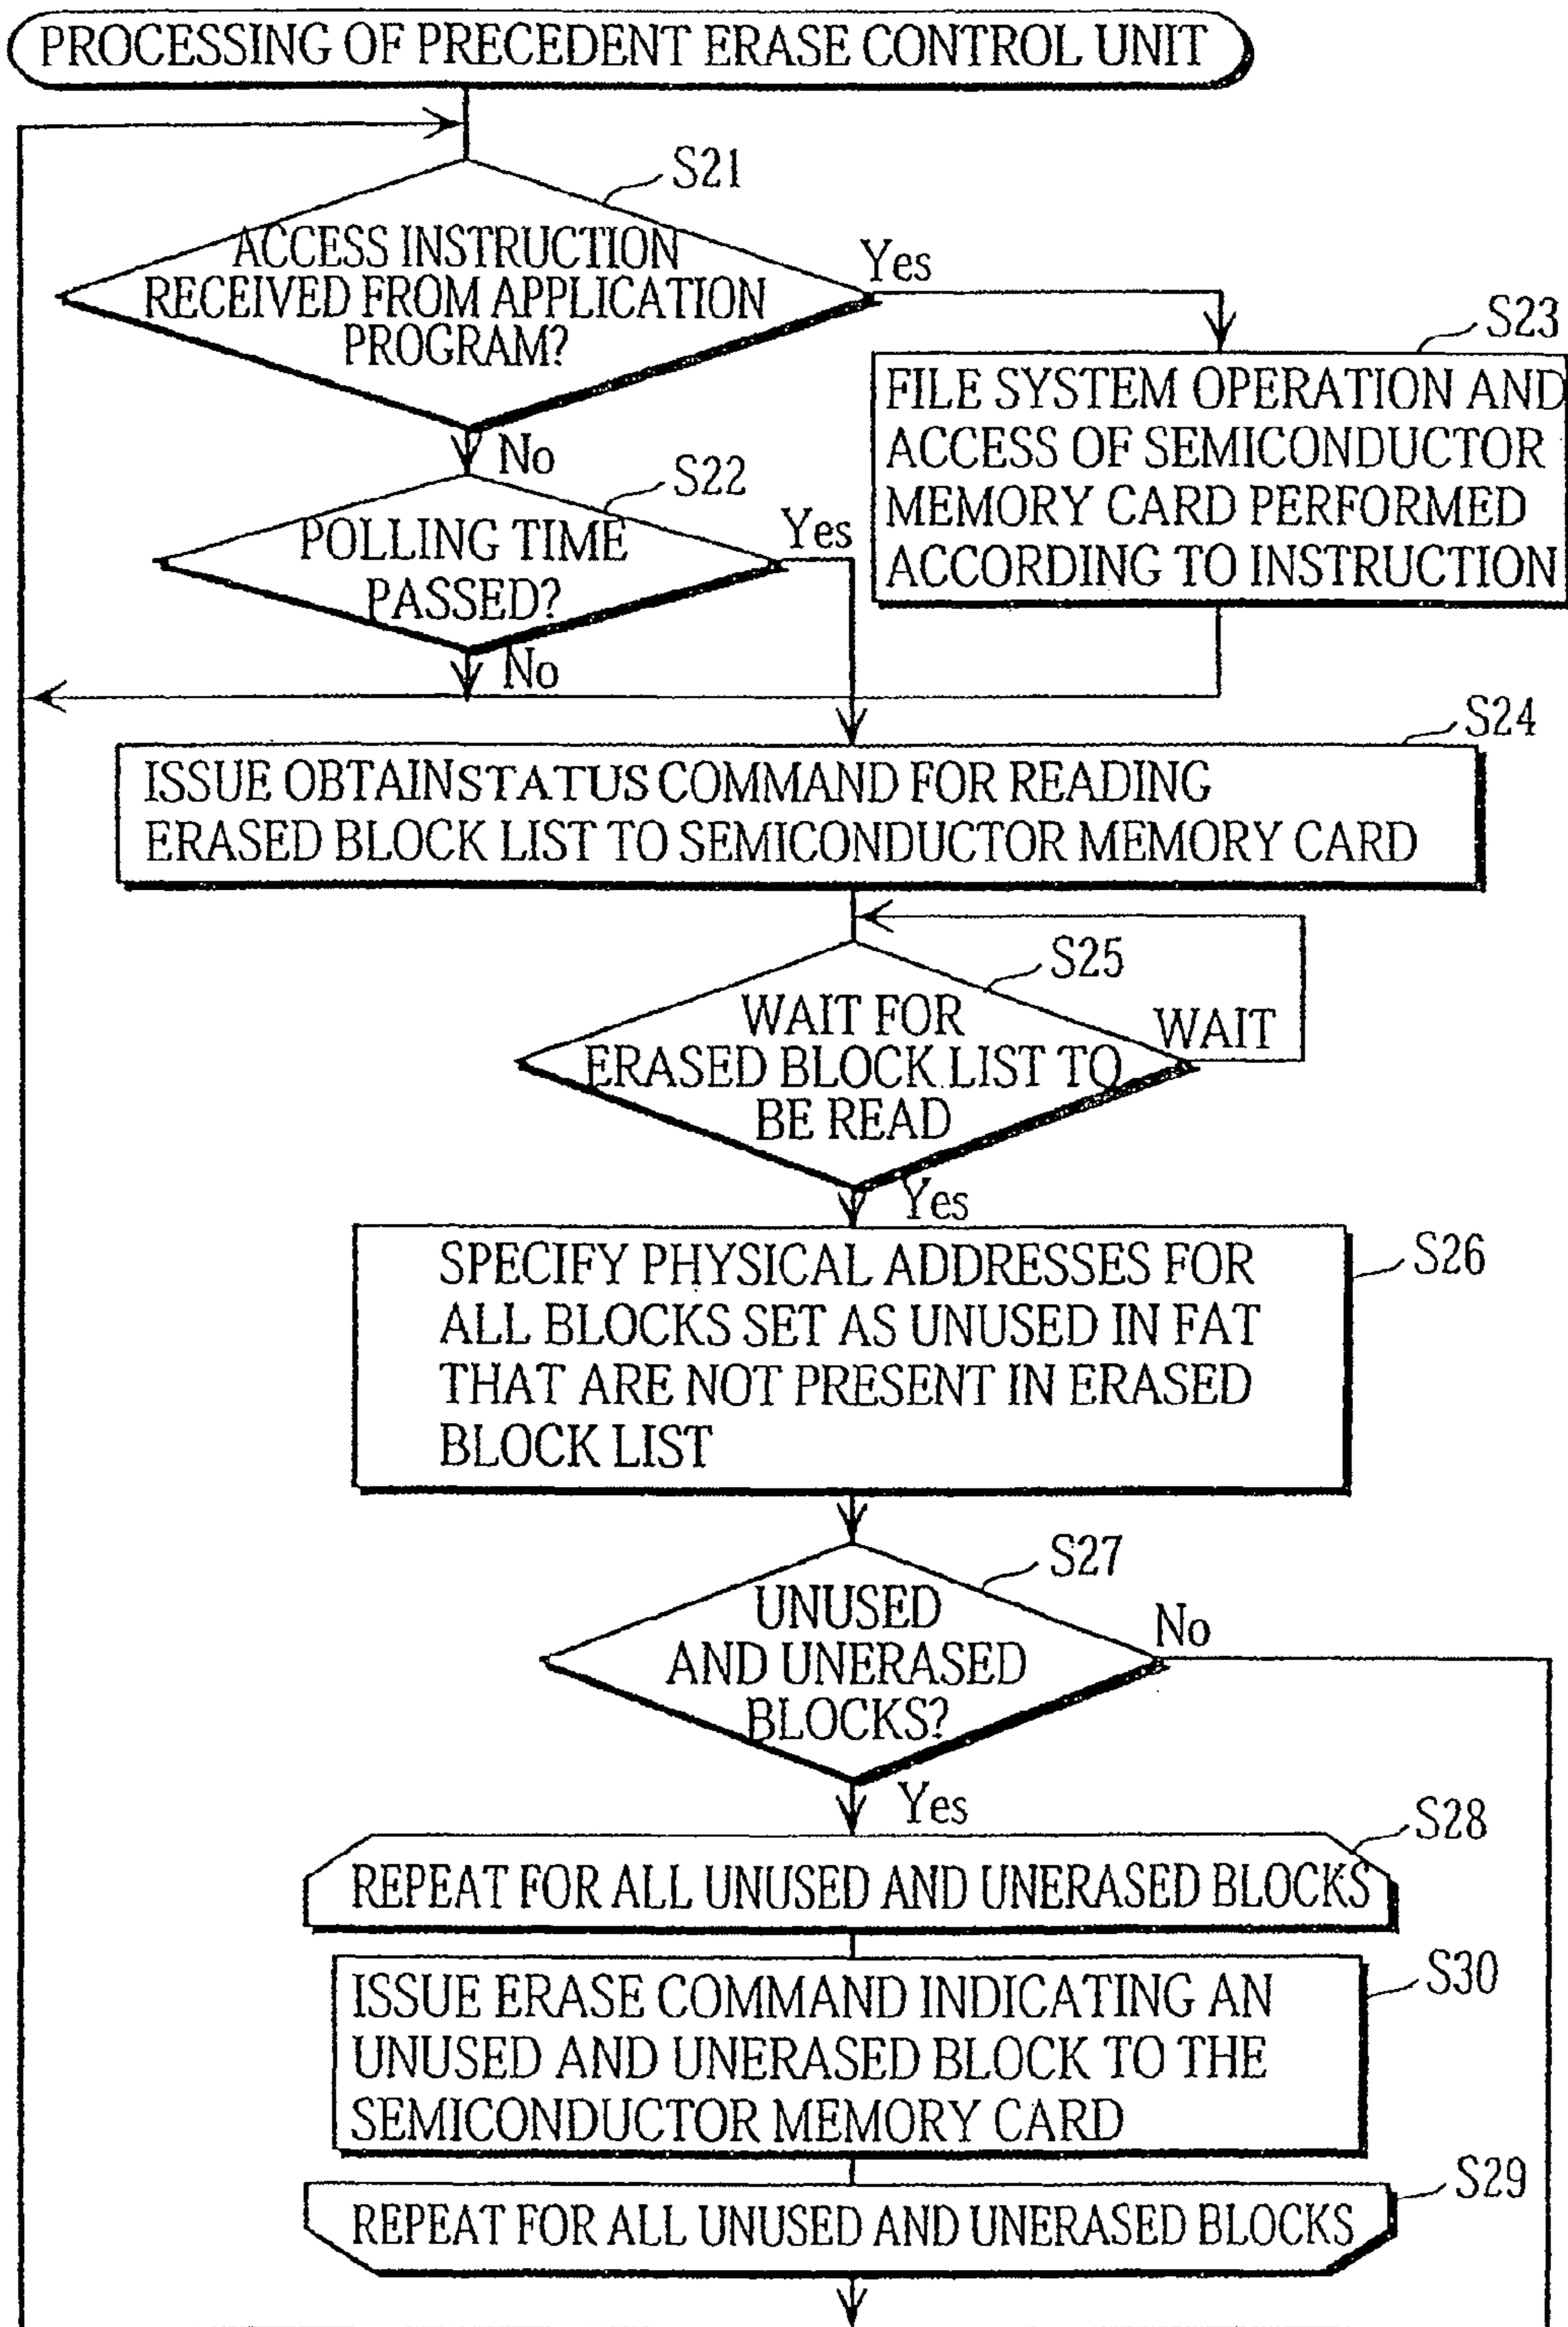 PROCESSING OF PRECEDENT ERASE CONTROL UNIT
S21
ACCESS INSTRUCTION
RECEIVED FROM APPLICATION
PROGRAM?
Yes
No
S23
FILE SYSTEM OPERATION AND
ACCESS OF SEMICONDUCTOR
MEMORY CARD PERFORMED
ACCORDING TO INSTRUCTION
S22
POLLING TIME
PASSED?
Yes
No
S24
ISSUE OBTAINSTATUS COMMAND FOR READING
ERASED BLOCK LIST TO SEMICONDUCTOR MEMORY CARD
S25
WAIT FOR
ERASED BLOCK LIST TO
BE READ
WAIT
Yes
S26
SPECIFY PHYSICAL ADDRESSES FOR
ALL BLOCKS SET AS UNUSED IN FAT
THAT ARE NOT PRESENT IN ERASED
BLOCK LIST
S27
UNUSED
AND UNERASED
BLOCKS?
No
Yes
S28
REPEAT FOR ALL UNUSED AND UNERASED BLOCKS
S30
ISSUE ERASE COMMAND INDICATING AN
UNUSED AND UNERASED BLOCK TO THE
SEMICONDUCTOR MEMORY CARD
S29
REPEAT FOR ALL UNUSED AND UNERASED BLOCKS